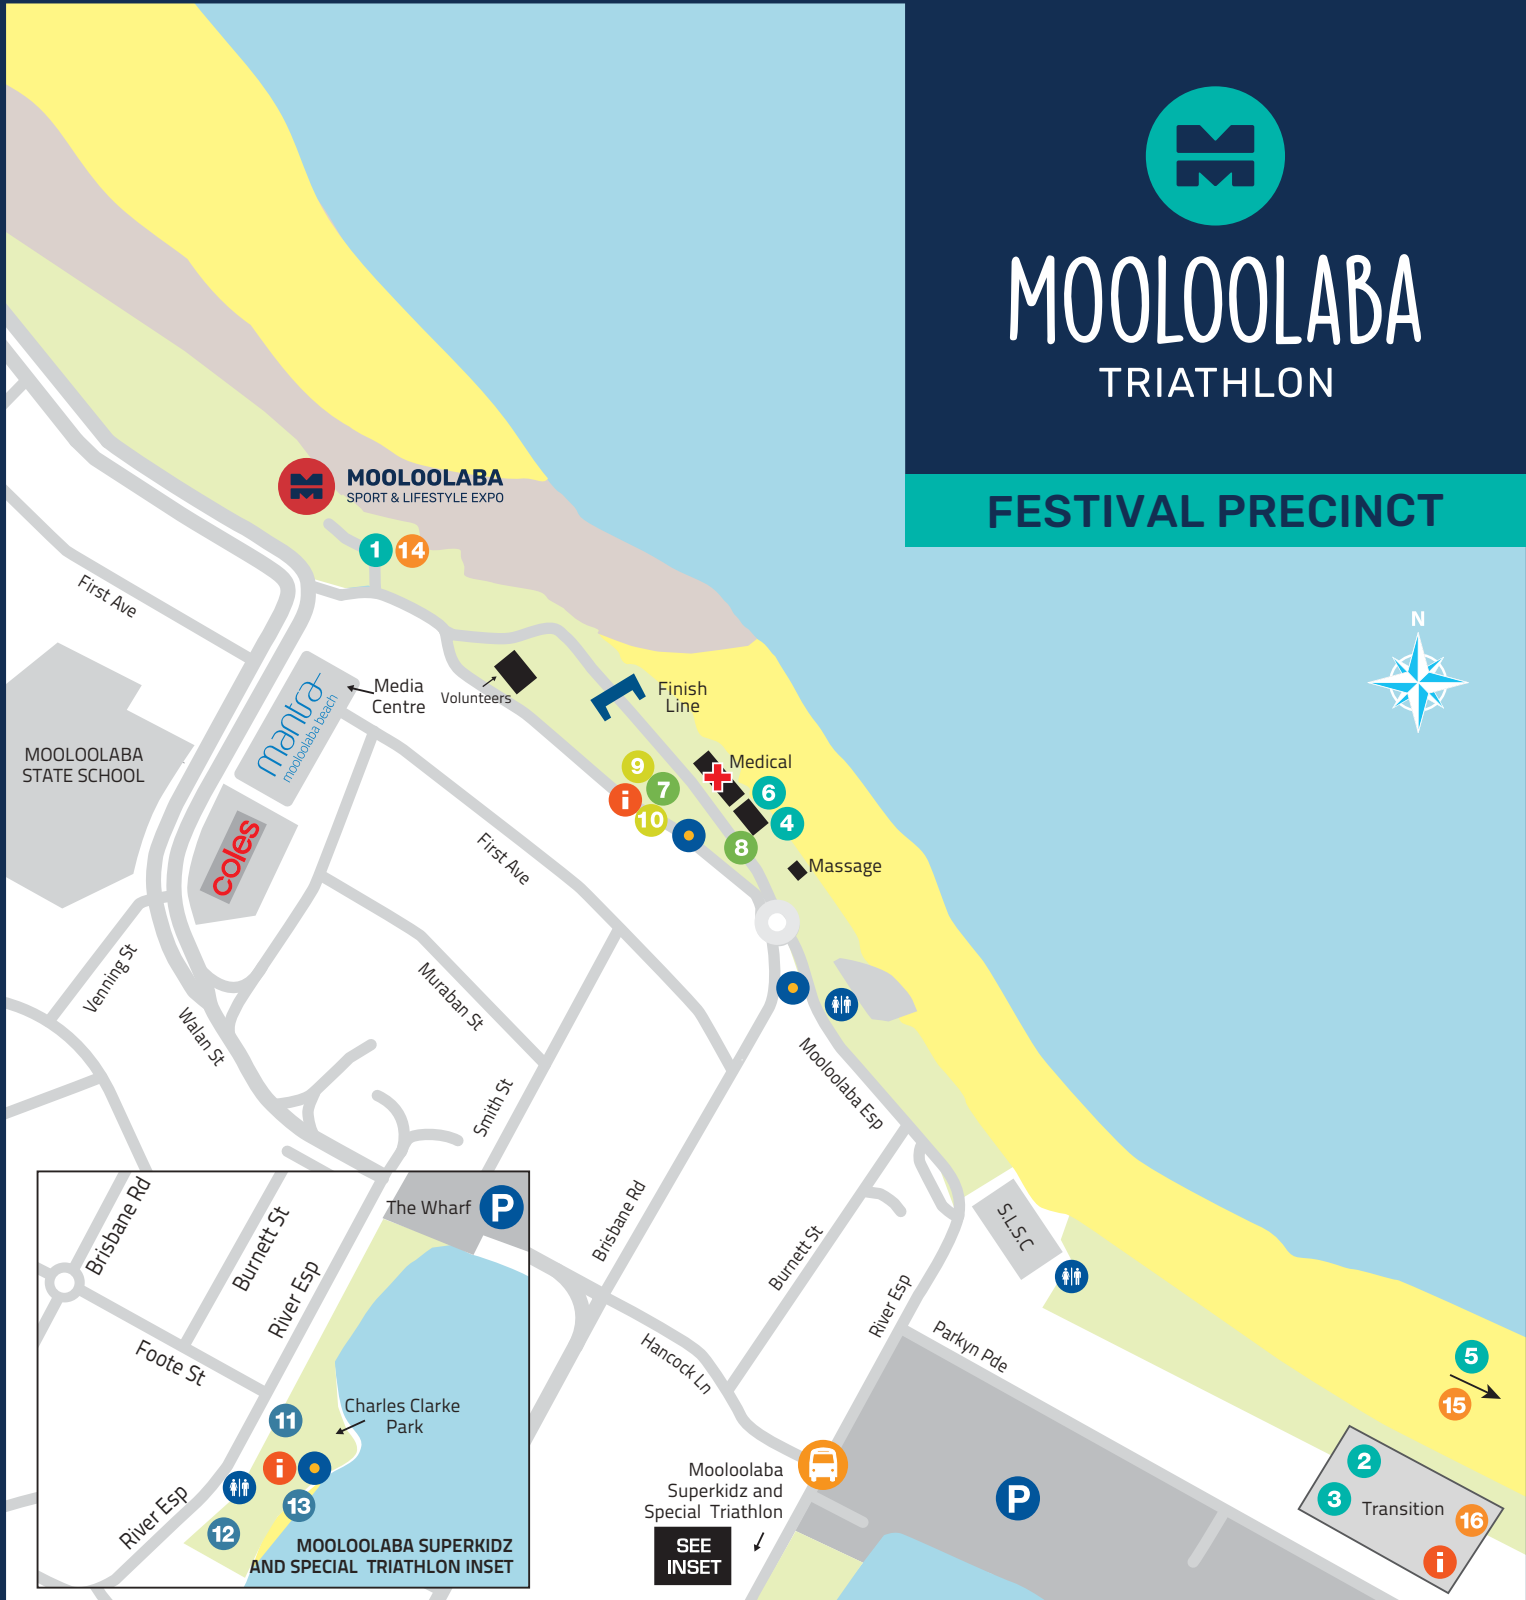 MOOLOOLABA
TRIATHLON
FESTIVAL PRECINCT
N
MOOLOOLABA
SPORT & LIFESTYLE EXPO
1
14
First Ave
Media
Centre
Volunteers
Finish
Line
mantra
mooloolaba beach
MOOLOOLABA
STATE SCHOOL
coles
9
7
i
10
Medical
6
4
8
Massage
First Ave
Venning St
Walan St
Muraban St
Smith St
Mooloolaba Esp
Brisbane Rd
Burnett St
River Esp
S.L.S.C
Parkyn Pde
Hancock Ln
5
15
2
3
Transition
16
i
P
Mooloolaba
Superkidz and
Special Triathlon
SEE
INSET
The Wharf
P
Brisbane Rd
Burnett St
River Esp
Foote St
11
Charles Clarke
Park
i
13
12
River Esp
MOOLOOLABA SUPERKIDZ
AND SPECIAL TRIATHLON INSET